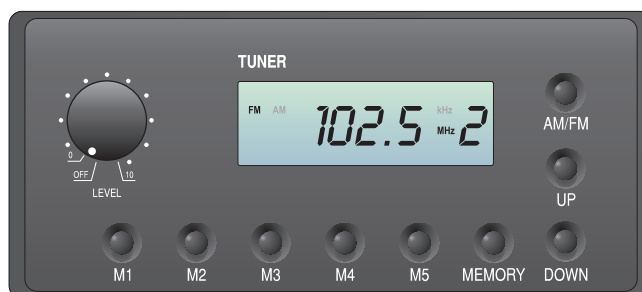 TUNER
FM AM 102.5 kHz MHz 2
AM/FM
0
OFF 10
LEVEL
UP
M1 M2 M3 M4 M5 MEMORY DOWN